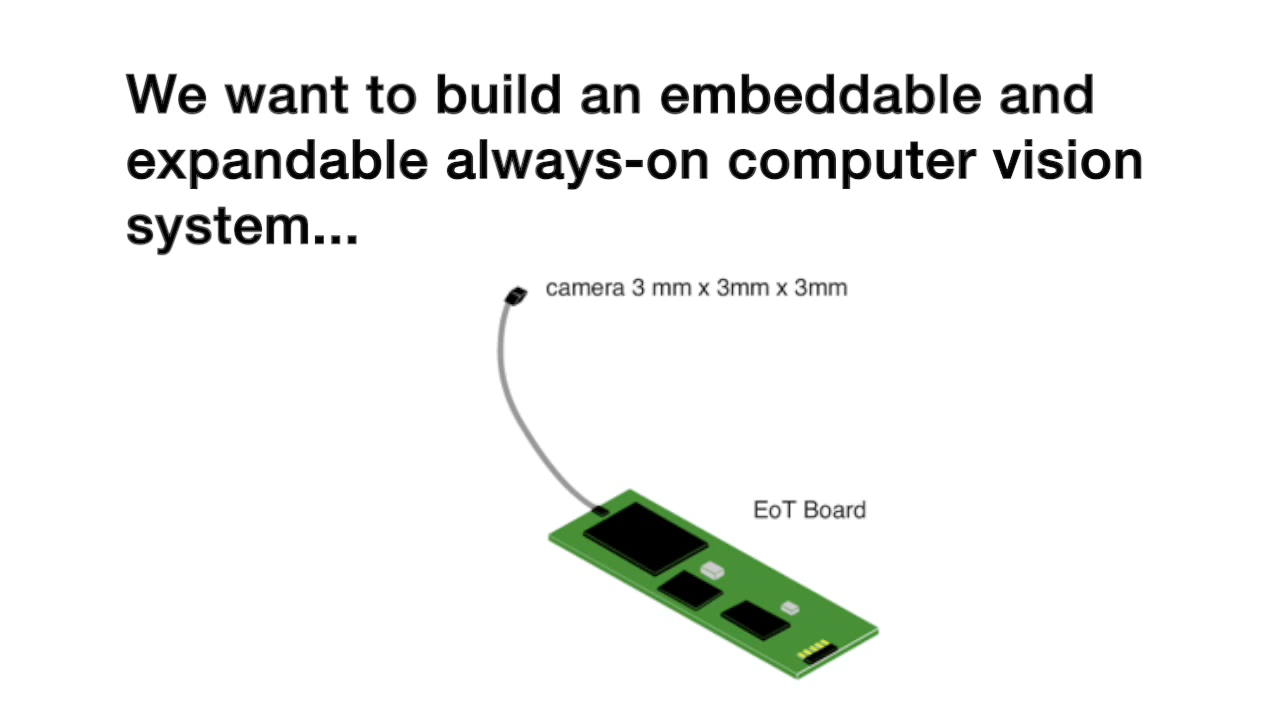 We want to build an embeddable and
expandable always-on computer vision
system...
camera 3 mm x 3mm x 3mm
EoT Board